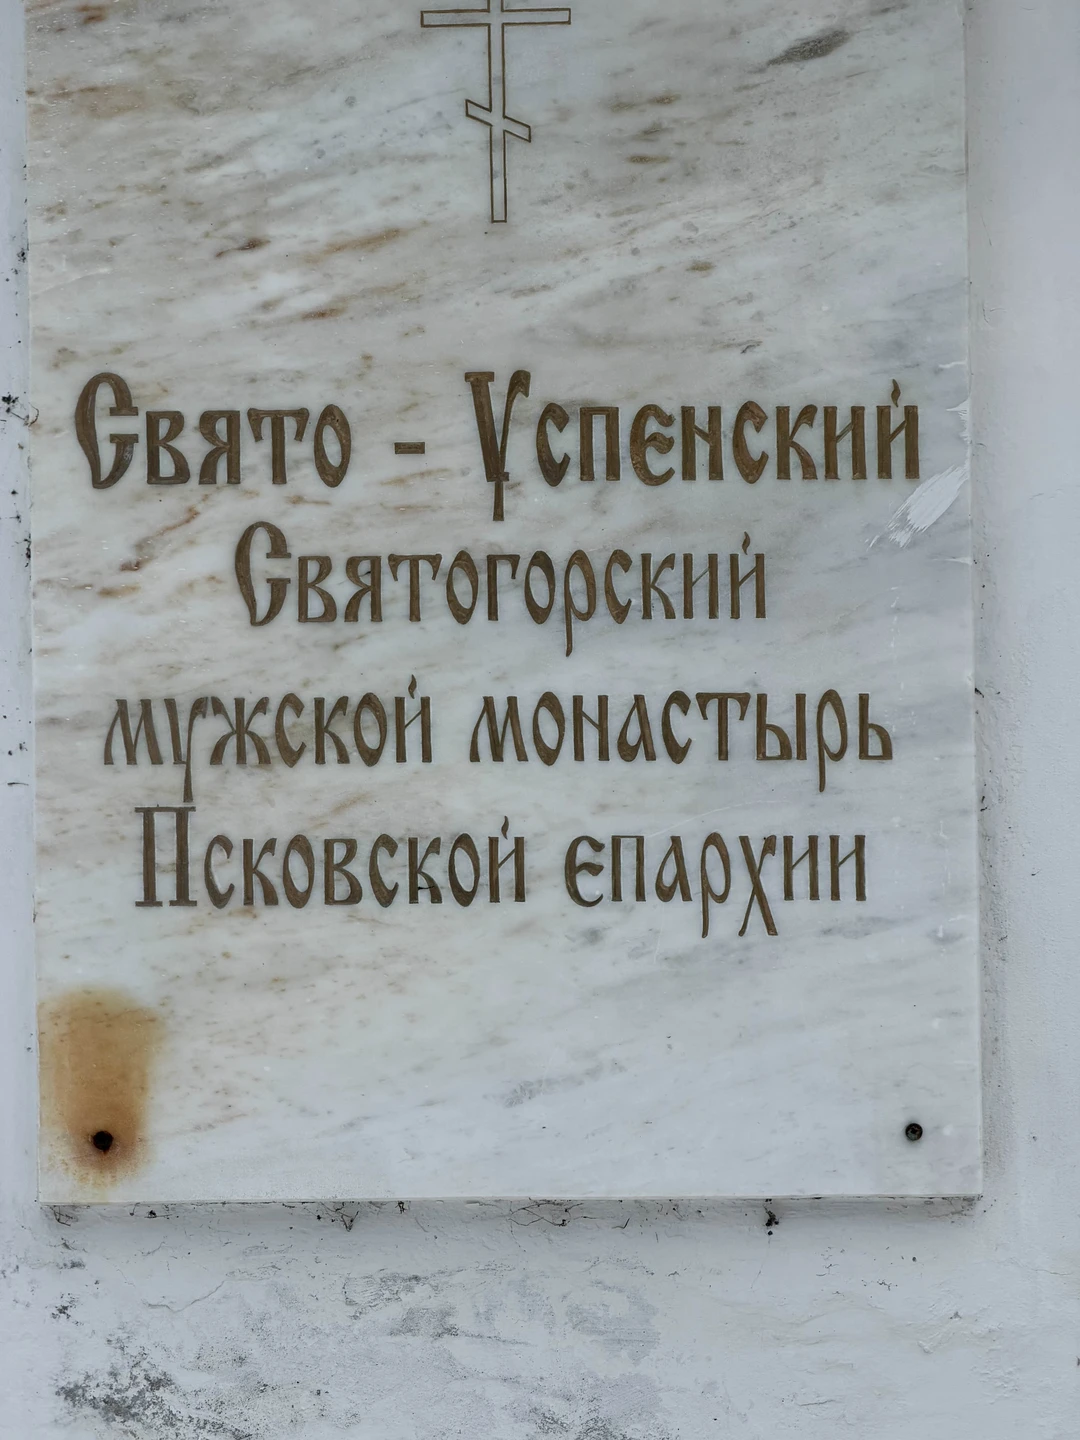 Свято - Успенский
Святогорский
мужской монастырь
Псковской епархии